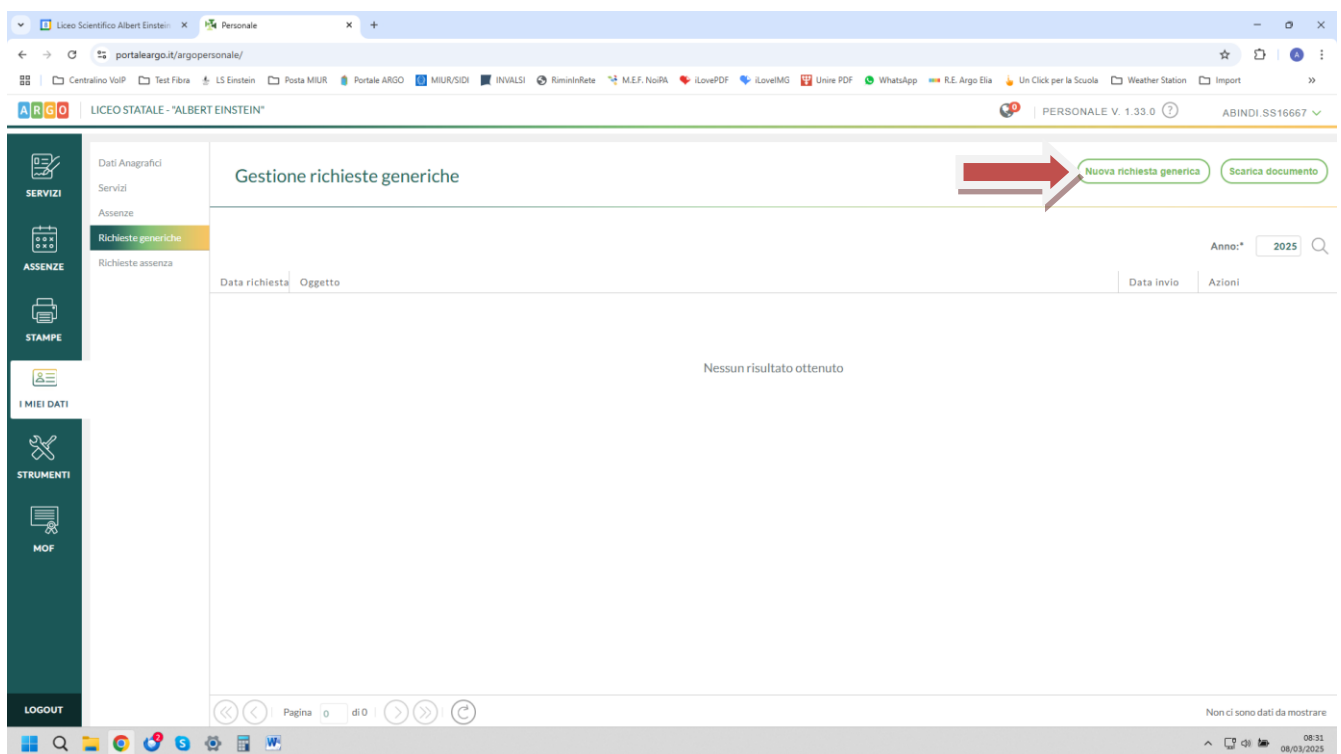 Liceo Scientifico Albert Einstein
Personale
portaleargo.it/argopersonale/
A
Centralino VoIP Test Fibra LS Einstein Posta MIUR Portale ARGO MIUR/SIDI INVALSI RiminInRete M.E.F. NoiPA iLovePDF iLoveIMG Unire PDF WhatsApp R.E. Argo Elia Un Click per la Scuola Weather Station Import
ARGO LICEO STATALE - "ALBERT EINSTEIN" 0 PERSONALE V. 1.33.0 ? ABINDI.SS16667
SERVIZI
ASSENZE
STAMPE
I MIEI DATI
STRUMENTI
MOF
LOGOUT
Dati Anagrafici
Servizi
Assenze
Richieste generiche
Richieste assenza
Gestione richieste generiche
Nuova richiesta generica Scarica documento
Anno:* 2025
Data richiesta Oggetto Data invio Azioni
Nessun risultato ottenuto
Pagina 0 di 0 Non ci sono dati da mostrare
08:31
08/03/2025